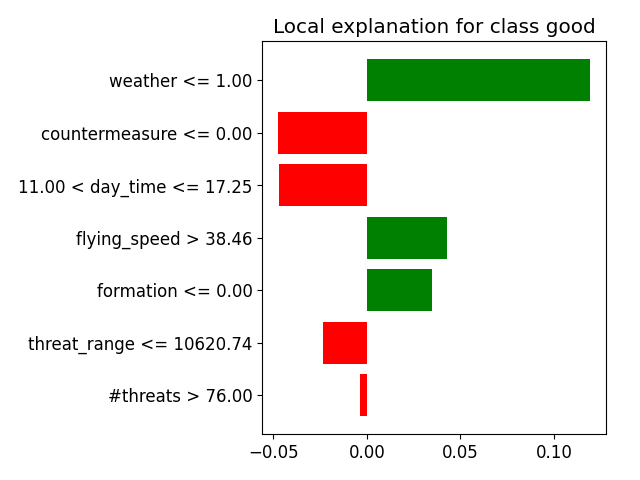 Local explanation for class good
weather <= 1.00
countermeasure <= 0.00
11.00 < day_time <= 17.25
flying_speed > 38.46
formation <= 0.00
threat_range <= 10620.74
#threats > 76.00
−0.05 0.00 0.05 0.10